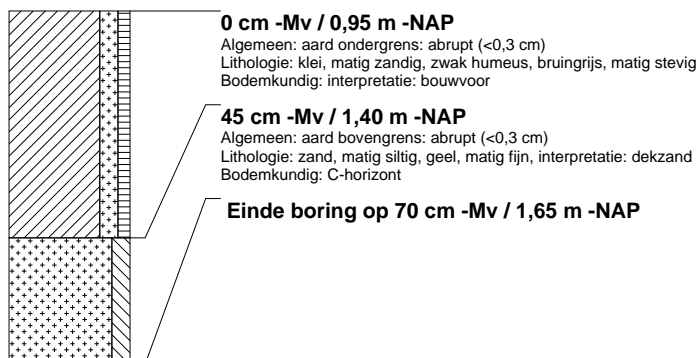 0 cm -Mv / 0,95 m -NAP
Algemeen: aard ondergrens: abrupt (<0,3 cm)
Lithologie: klei, matig zandig, zwak humeus, bruingrijs, matig stevig
Bodemkundig: interpretatie: bouwvoor
45 cm -Mv / 1,40 m -NAP
Algemeen: aard bovengrens: abrupt (<0,3 cm)
Lithologie: zand, matig siltig, geel, matig fijn, interpretatie: dekzand
Bodemkundig: C-horizont
Einde boring op 70 cm -Mv / 1,65 m -NAP